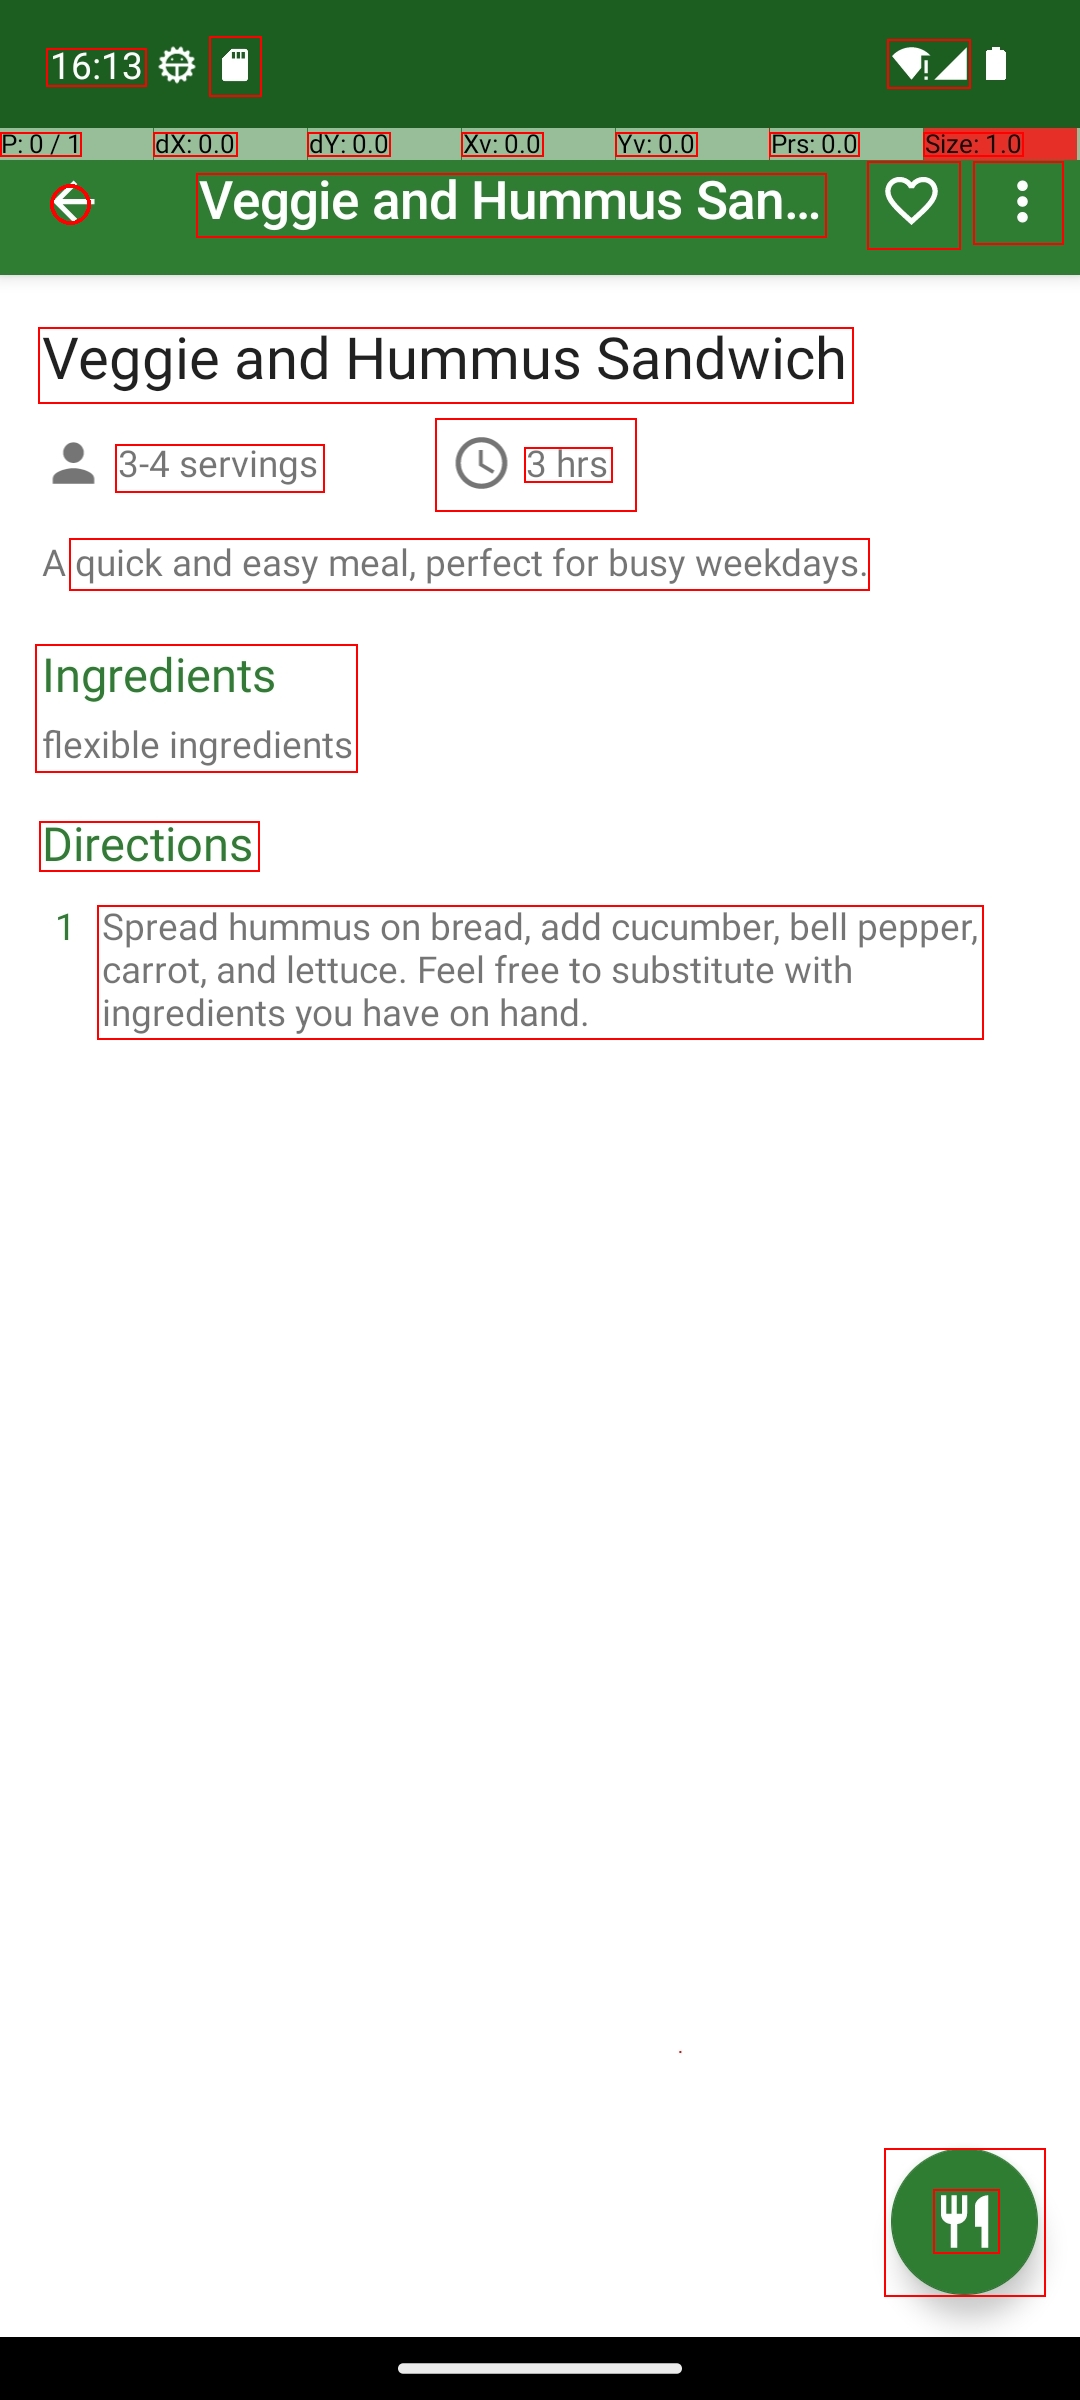 16:13
P: 0 / 1 dX: 0.0 dY: 0.0 Xv: 0.0 Yv: 0.0 Prs: 0.0 Size: 1.0
Veggie and Hummus San...
Veggie and Hummus Sandwich
3-4 servings 3 hrs
A quick and easy meal, perfect for busy weekdays.
Ingredients
flexible ingredients
Directions
1 Spread hummus on bread, add cucumber, bell pepper,
carrot, and lettuce. Feel free to substitute with
ingredients you have on hand.